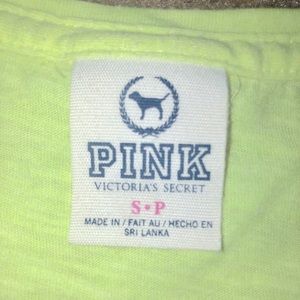 PINK
VICTORIA'S SECRET
S•P
MADE IN / FAIT AU / HECHO EN
SRI LANKA